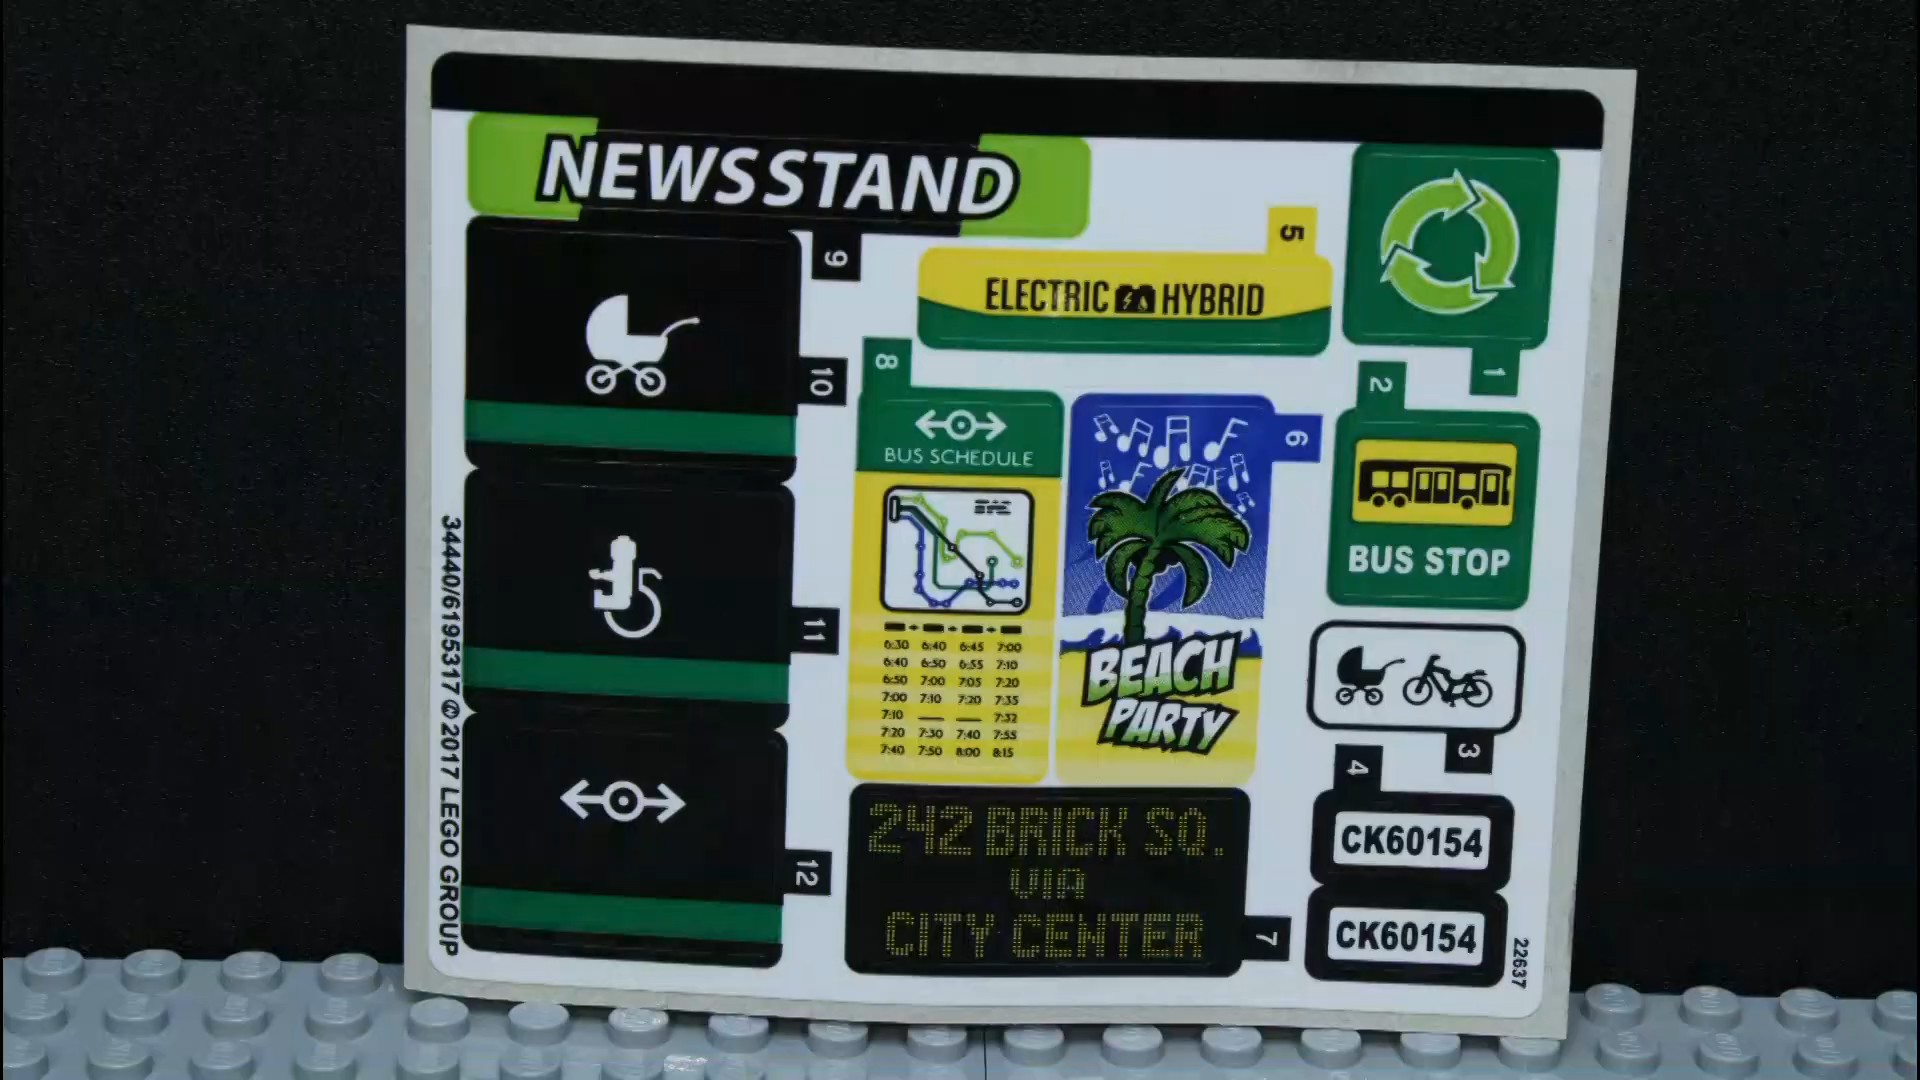 NEWSSTAND
9
5
ELECTRIC HYBRID
1
10
8
BUS SCHEDULE
6:30 6:40 6:45 7:00
6:40 6:50 6:55 7:10
6:50 7:00 7:05 7:20
7:00 7:10 7:20 7:35
7:10 — — 7:32
7:20 7:30 7:40 7:55
7:40 7:50 8:00 8:15
6
BEACH
PARTY
2
BUS STOP
11
3
4
CK60154
CK60154
12
242 BRICK SQ.
VIA
CITY CENTER
7
34440/6195317 © 2017 LEGO GROUP
22637